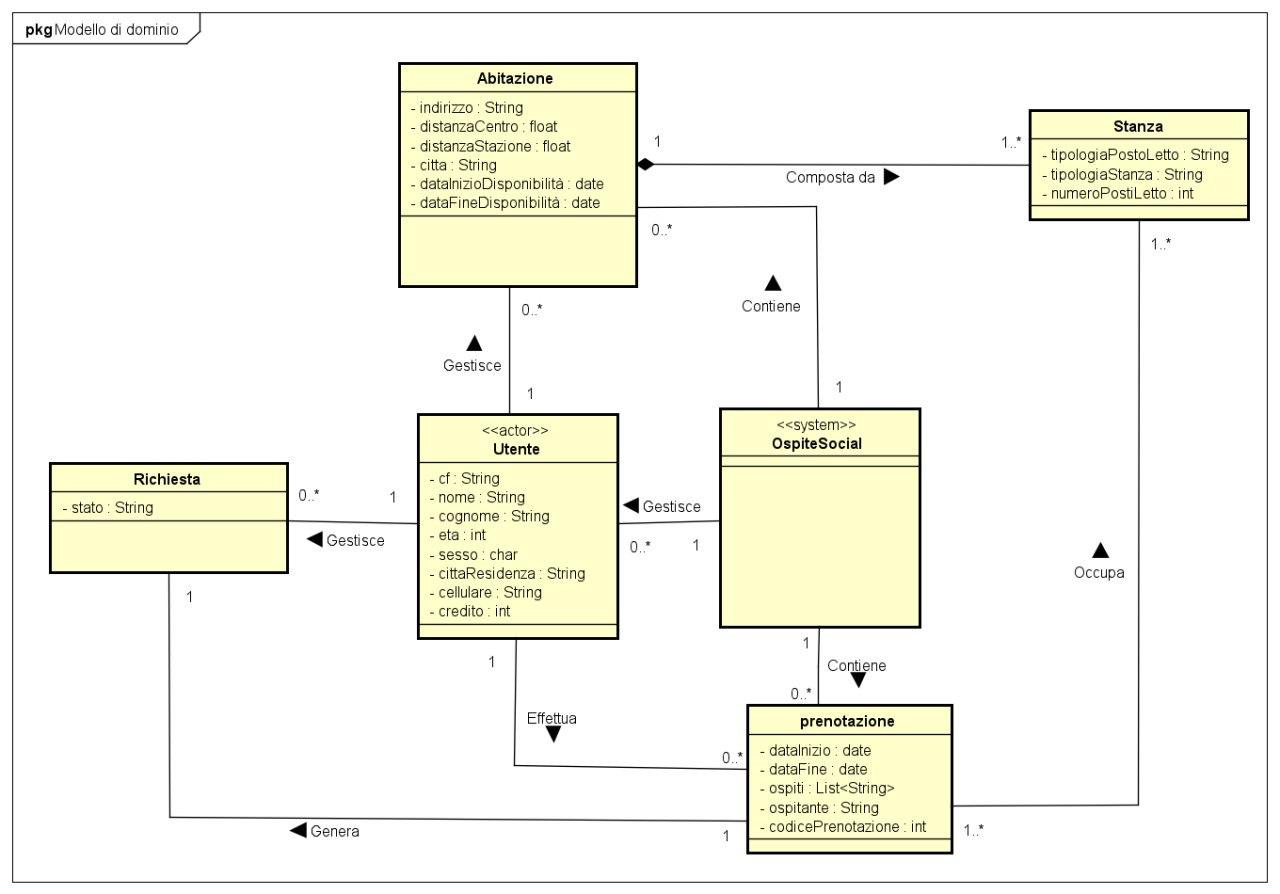 pkg Modello di dominio
Abitazione
- indirizzo : String
- distanzaCentro : float
- distanzaStazione : float
- citta : String
- dataInizioDisponibilità : date
- dataFineDisponibilità : date
1
1..*
Composta da
Stanza
- tipologiaPostoLetto : String
- tipologiaStanza : String
- numeroPostiLetto : int
0..*
1..*
Contiene
0..*
Gestisce
1
1
<<actor>>
Utente
- cf : String
- nome : String
- cognome : String
- eta : int
- sesso : char
- cittaResidenza : String
- cellulare : String
- credito : int
<<system>>
OspiteSocial
Richiesta
- stato : String
0..*
1
Gestisce
Gestisce
0..*
1
Occupa
1
1
1
Contiene
0..*
Effettua
0..*
prenotazione
- dataInizio : date
- dataFine : date
- ospiti : List<String>
- ospitante : String
- codicePrenotazione : int
Genera
1
1..*